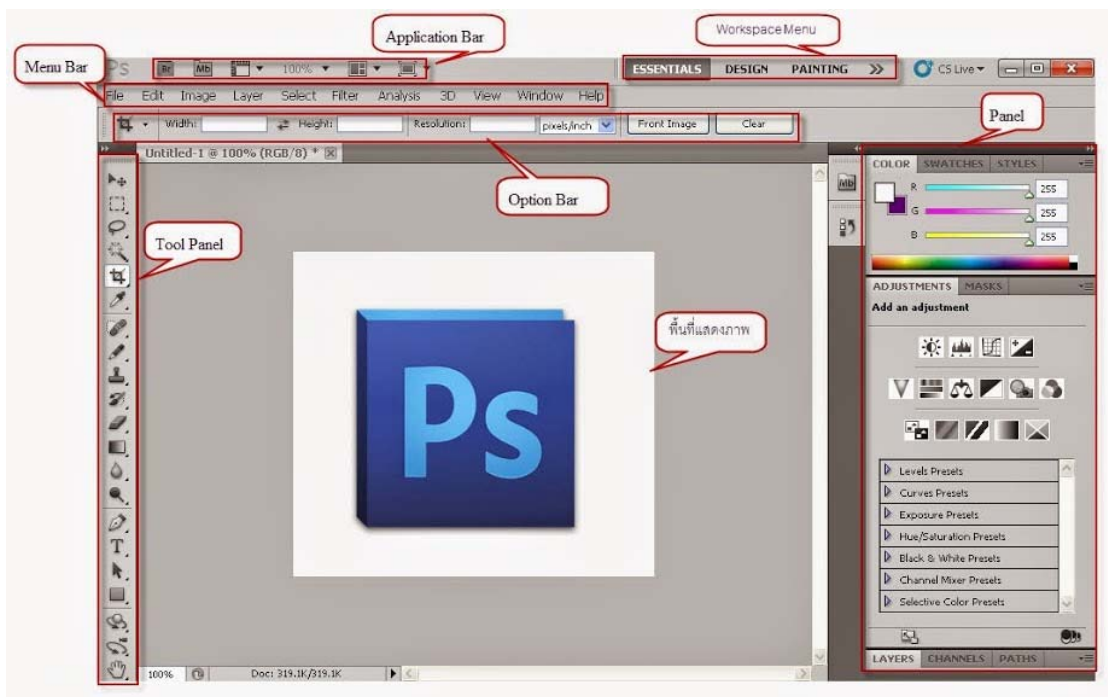 Application Bar
Workspace Menu
Menu Bar
Ps Br Mb 100% ESSENTIALS DESIGN PAINTING >> CS Live
File Edit Image Layer Select Filter Analysis 3D View Window Help
Panel
Width: Height: Resolution: pixels/inch Front Image Clear
Untitled-1 @ 100% (RGB/8) *
Option Bar
COLOR SWATCHES STYLES
Mb
R 255
G 255
B 255
Tool Panel
ADJUSTMENTS MASKS
Add an adjustment
พื้นที่แสดงภาพ
Ps
Levels Presets
Curves Presets
Exposure Presets
Hue/Saturation Presets
Black & White Presets
Channel Mixer Presets
Selective Color Presets
T
100% Doc: 319.1K/319.1K
LAYERS CHANNELS PATHS